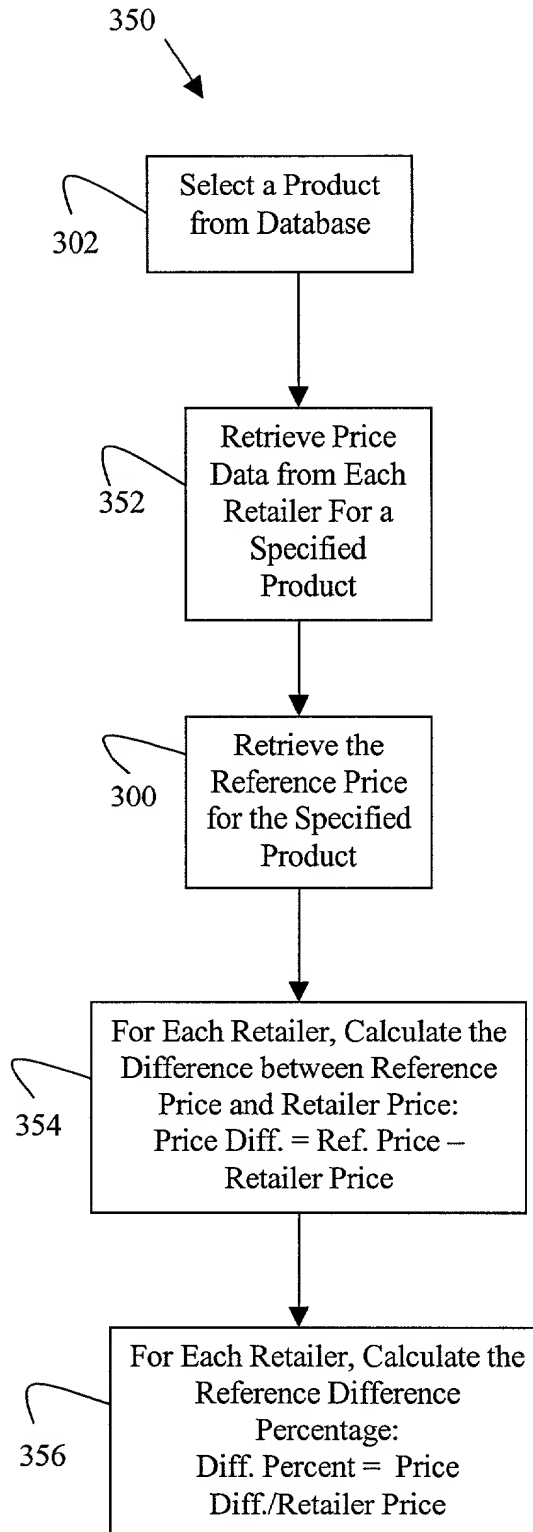 350
Select a Product
from Database
302
Retrieve Price
Data from Each
Retailer For a
Specified
Product
352
Retrieve the
Reference Price
for the Specified
Product
300
For Each Retailer, Calculate the
Difference between Reference
Price and Retailer Price:
Price Diff. = Ref. Price –
Retailer Price
354
For Each Retailer, Calculate the
Reference Difference
Percentage:
Diff. Percent = Price
Diff./Retailer Price
356